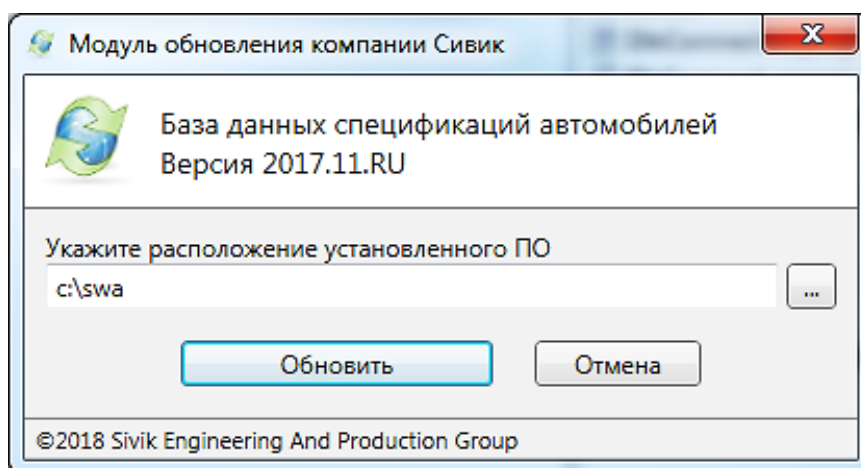 Модуль обновления компании Сивик
База данных спецификаций автомобилей
Версия 2017.11.RU
Укажите расположение установленного ПО
c:\swa
...
Обновить Отмена
©2018 Sivik Engineering And Production Group